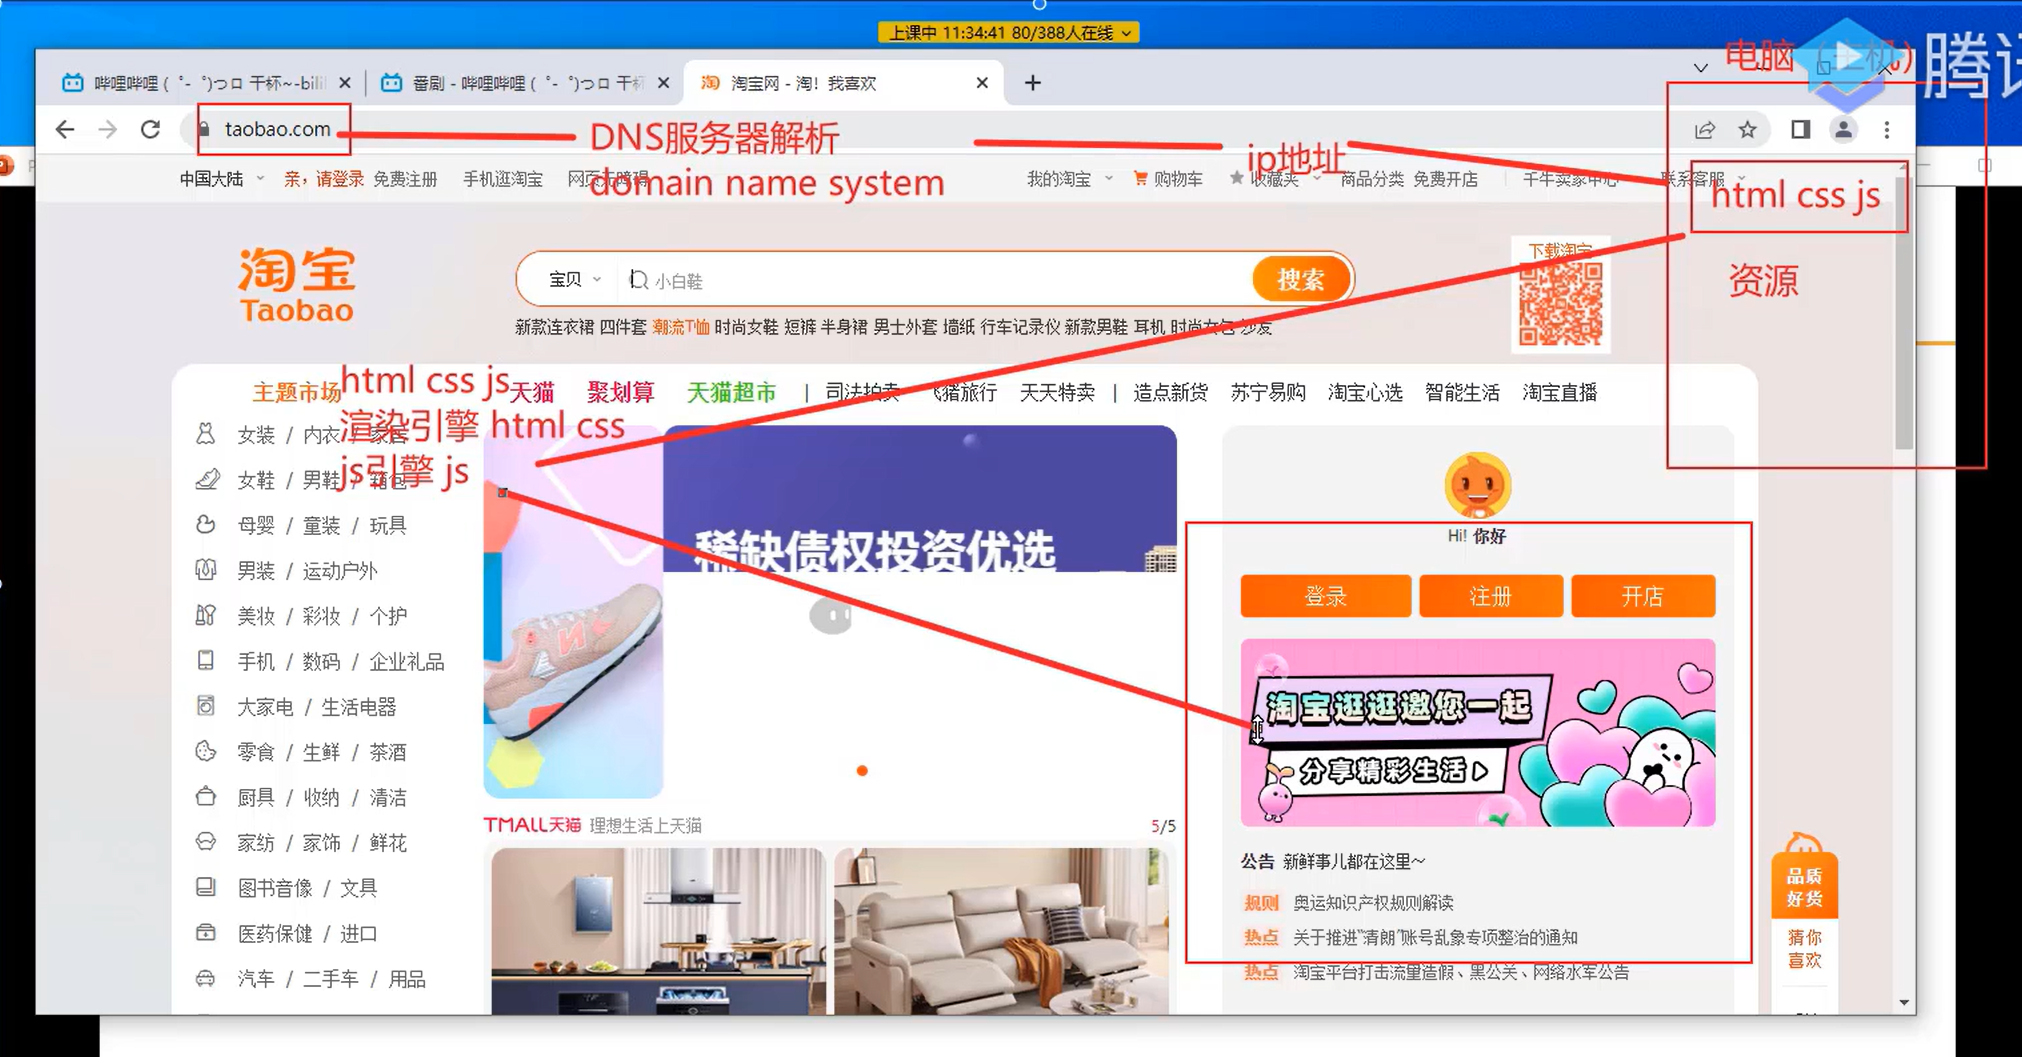 上课中 11:34:41 80/388人在线
电脑
腾讯
哔哩哔哩 ( ゜- ゜)つロ 干杯~-bili
番剧 - 哔哩哔哩 ( ゜- ゜)つロ 干杯
淘宝网 - 淘！我喜欢
taobao.com
DNS服务器解析
domain name system
ip地址
html css js
资源
中国大陆
亲，请登录 免费注册
手机逛淘宝
我的淘宝
购物车
收藏夹
商品分类 免费开店
千牛卖家中心
联系客服
淘宝
Taobao
宝贝
小白鞋
搜索
下载淘宝
新款连衣裙 四件套 潮流T恤 时尚女鞋 短裤 半身裙 男士外套 墙纸 行车记录仪 新款男鞋 耳机 时尚女包 沙发
主题市场
天猫 聚划算 天猫超市 | 司法拍卖 飞猪旅行 天天特卖 | 造点新货 苏宁易购 淘宝心选 智能生活 淘宝直播
html css js
渲染引擎 html css
js引擎 js
女装 / 内衣 / 家居
女鞋 / 男鞋 / 箱包
母婴 / 童装 / 玩具
男装 / 运动户外
美妆 / 彩妆 / 个护
手机 / 数码 / 企业礼品
大家电 / 生活电器
零食 / 生鲜 / 茶酒
厨具 / 收纳 / 清洁
家纺 / 家饰 / 鲜花
图书音像 / 文具
医药保健 / 进口
汽车 / 二手车 / 用品
稀缺债权投资优选
N
TMALL天猫 理想生活上天猫
5/5
Hi! 你好
登录 注册 开店
淘宝逛逛邀您一起
分享精彩生活
公告 新鲜事儿都在这里~
规则 奥运知识产权规则解读
热点 关于推进“清朗”账号乱象专项整治的通知
热点 淘宝平台打击流量造假、黑公关、网络水军公告
品质
好货
猜你
喜欢